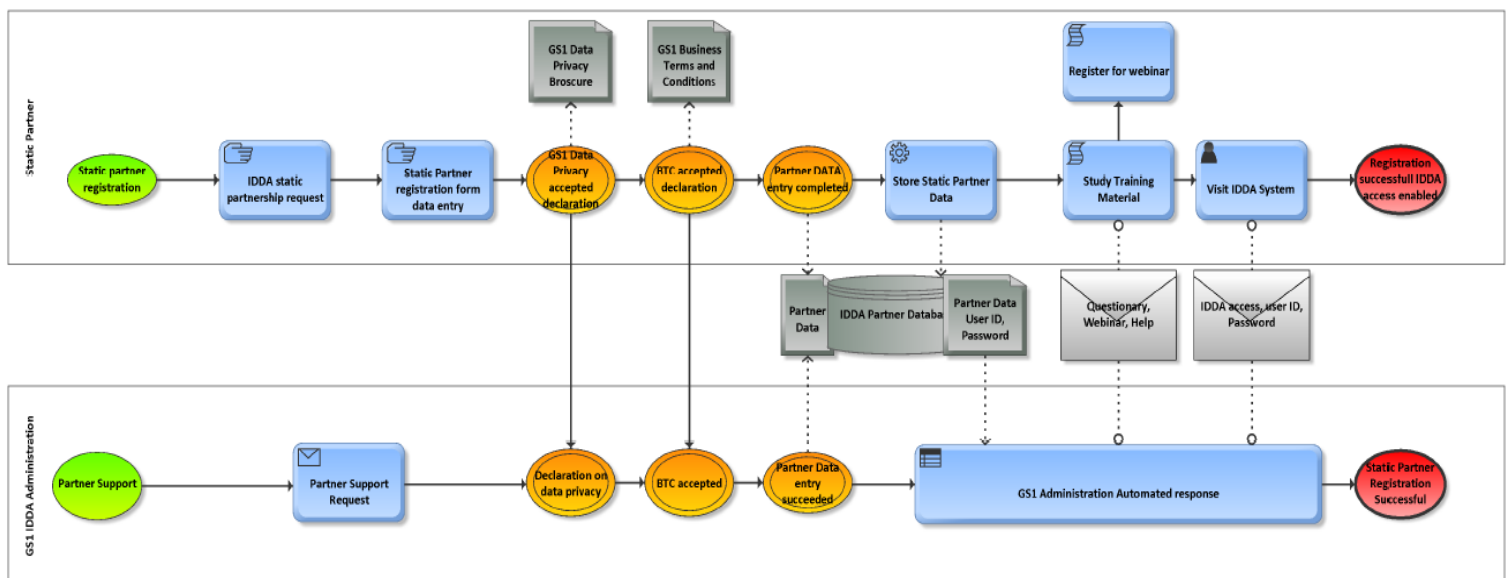 Static Partner
GS1 Data
Privacy
Broscure
GS1 Business
Terms and
Conditions
Register for webinar
Static partner
registration
IDDA static
partnership request
Static Partner
registration form
data entry
GS1 Data
Privacy
accepted
declaration
BTC accepted
declaration
Partner DATA
entry completed
Store Static Partner
Data
Study Training
Material
Visit IDDA System
Registration
successfull IDDA
access enabled
Partner
Data
IDDA Partner Databa
Partner Data
User ID,
Password
Questionary,
Webinar, Help
IDDA access, user ID,
Password
GS1 IDDA Administration
Partner Support
Partner Support
Request
Declaration on
data privacy
BTC accepted
Partner Data
entry
succeeded
GS1 Administration Automated response
Static Partner
Registration
Successful